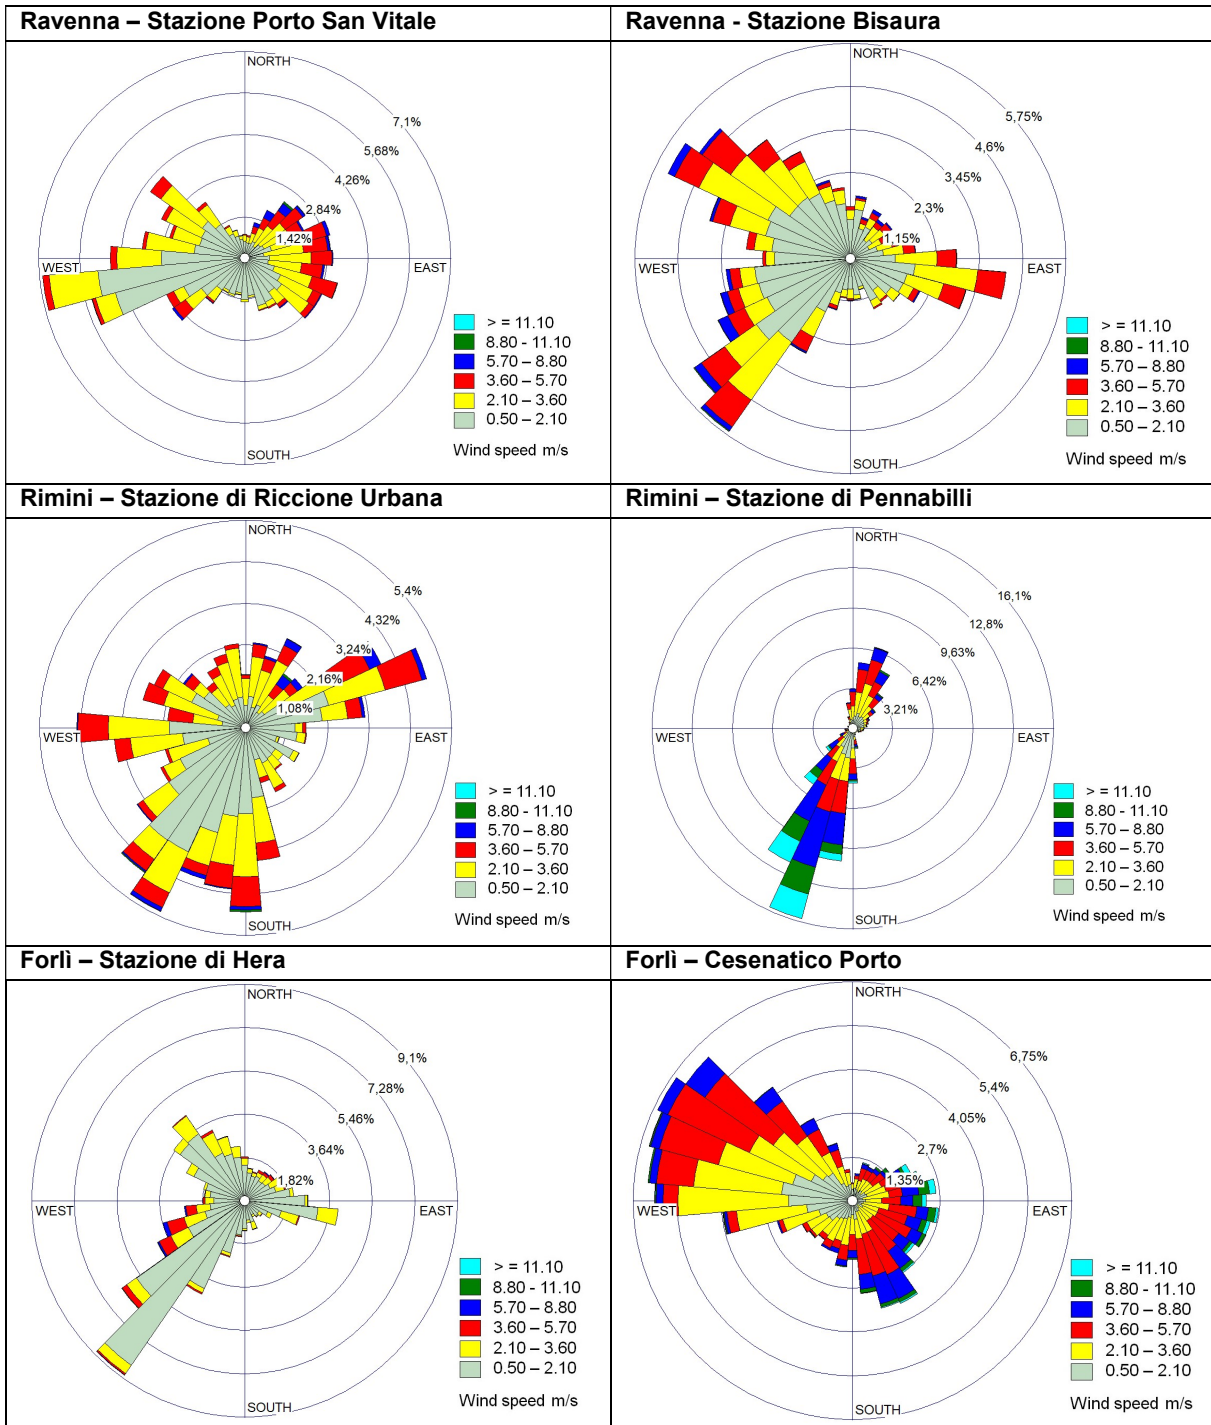 Ravenna – Stazione Porto San Vitale
NORTH
7,1%
5,68%
4,26%
2,84%
1,42%
WEST
EAST
SOUTH
> = 11.10
8.80 - 11.10
5.70 – 8.80
3.60 – 5.70
2.10 – 3.60
0.50 – 2.10
Wind speed m/s
Ravenna - Stazione Bisaura
NORTH
5,75%
4,6%
3,45%
2,3%
1,15%
WEST
EAST
SOUTH
> = 11.10
8.80 - 11.10
5.70 – 8.80
3.60 – 5.70
2.10 – 3.60
0.50 – 2.10
Wind speed m/s
Rimini – Stazione di Riccione Urbana
NORTH
5,4%
4,32%
3,24%
2,16%
1,08%
WEST
EAST
SOUTH
> = 11.10
8.80 - 11.10
5.70 – 8.80
3.60 – 5.70
2.10 – 3.60
0.50 – 2.10
Wind speed m/s
Rimini – Stazione di Pennabilli
NORTH
16,1%
12,8%
9,63%
6,42%
3,21%
WEST
EAST
SOUTH
> = 11.10
8.80 - 11.10
5.70 – 8.80
3.60 – 5.70
2.10 – 3.60
0.50 – 2.10
Wind speed m/s
Forlì – Stazione di Hera
NORTH
9,1%
7,28%
5,46%
3,64%
1,82%
WEST
EAST
SOUTH
> = 11.10
8.80 - 11.10
5.70 – 8.80
3.60 – 5.70
2.10 – 3.60
0.50 – 2.10
Wind speed m/s
Forlì – Cesenatico Porto
NORTH
6,75%
5,4%
4,05%
2,7%
1,35%
WEST
EAST
SOUTH
> = 11.10
8.80 - 11.10
5.70 – 8.80
3.60 – 5.70
2.10 – 3.60
0.50 – 2.10
Wind speed m/s